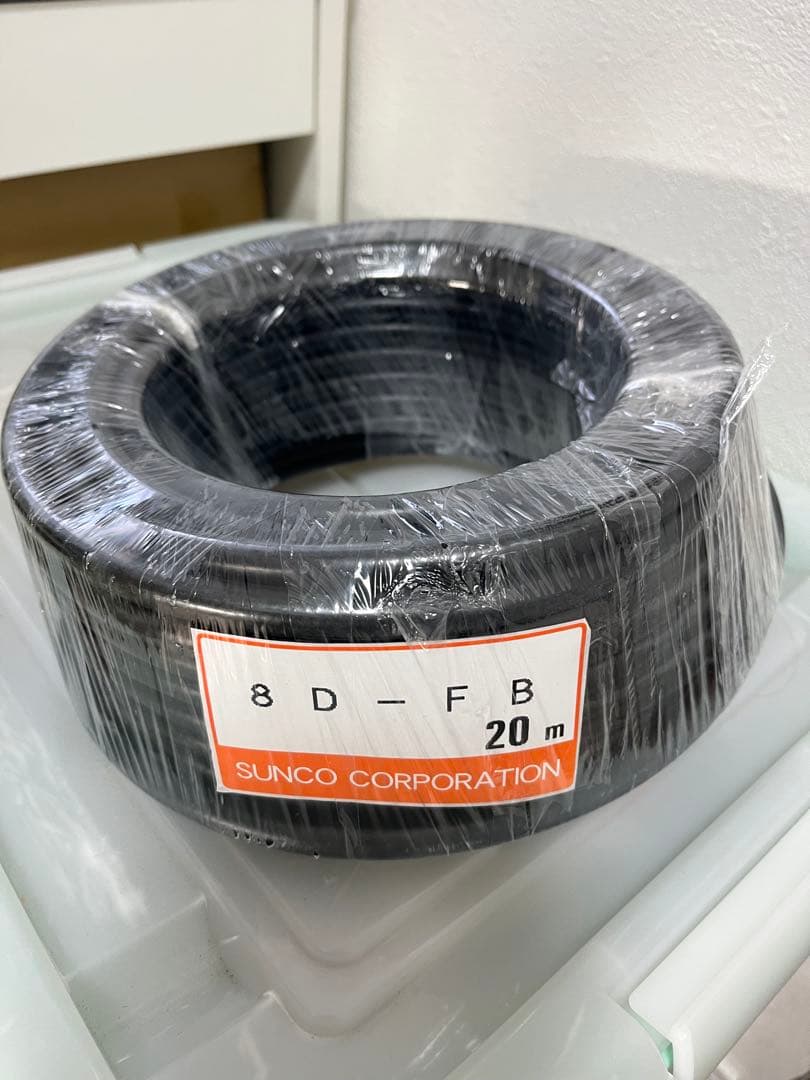 8 D － F B
20 m
SUNCO CORPORATION